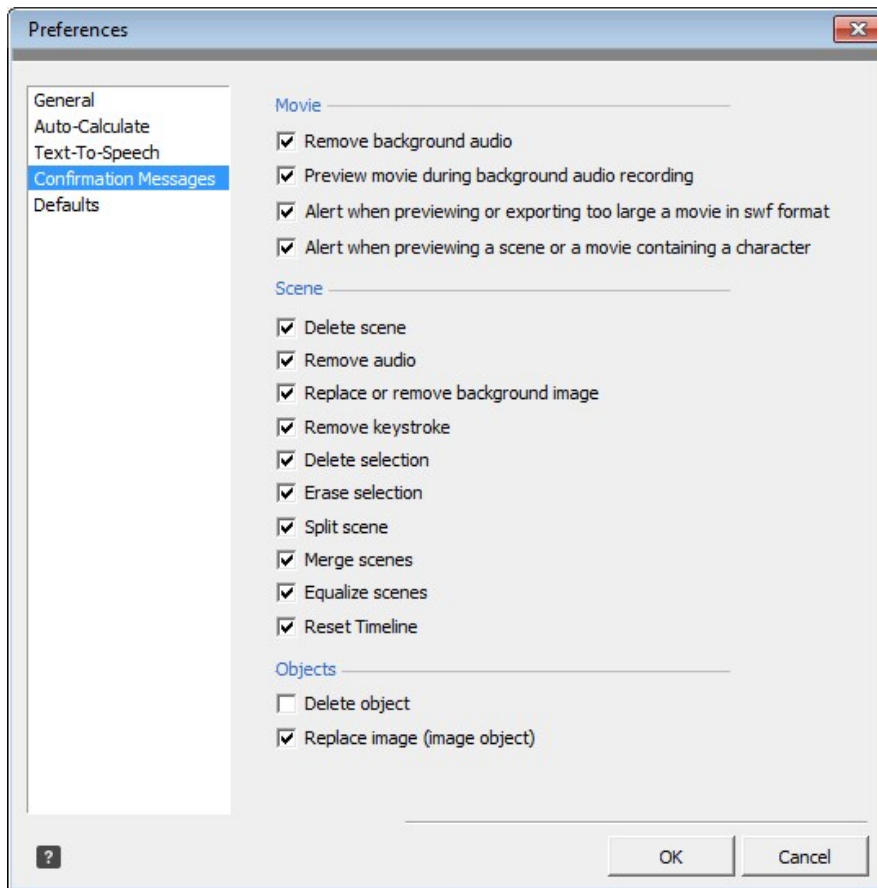 Preferences
General
Auto-Calculate
Text-To-Speech
Confirmation Messages
Defaults
Movie
Remove background audio
Preview movie during background audio recording
Alert when previewing or exporting too large a movie in swf format
Alert when previewing a scene or a movie containing a character
Scene
Delete scene
Remove audio
Replace or remove background image
Remove keystroke
Delete selection
Erase selection
Split scene
Merge scenes
Equalize scenes
Reset Timeline
Objects
Delete object
Replace image (image object)
?
OK
Cancel